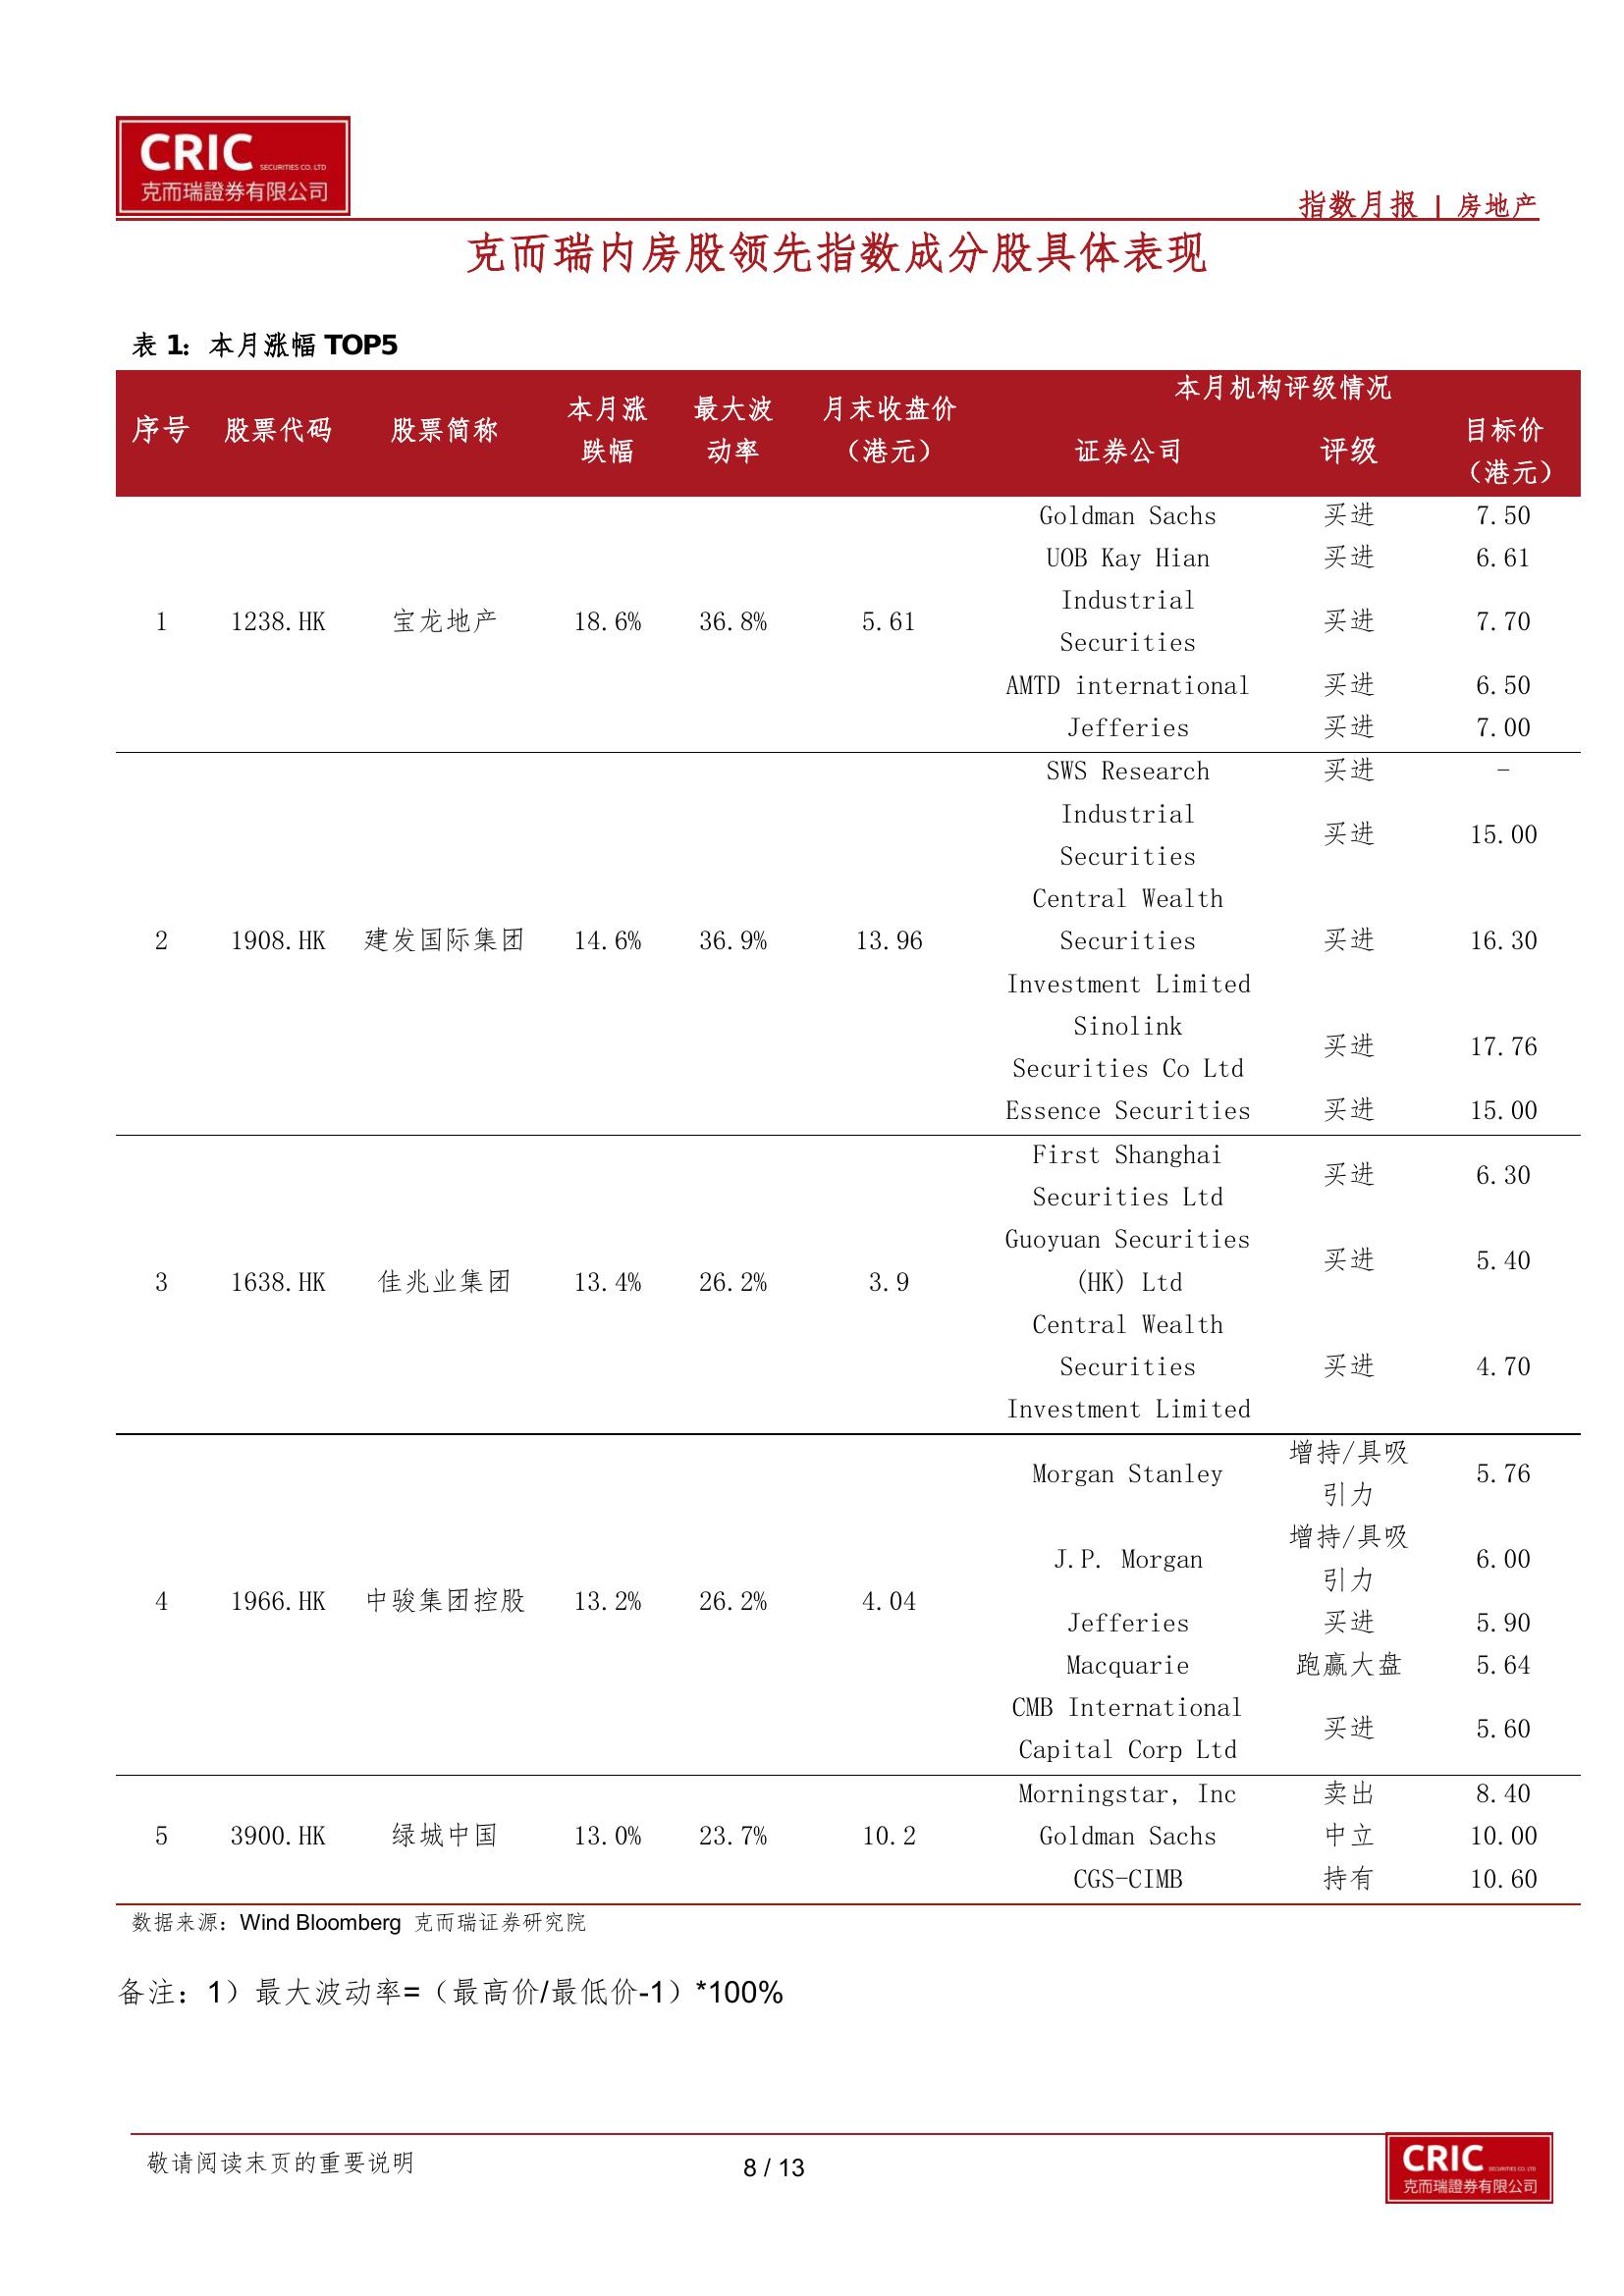 CRIC SECURITIES CO. LTD
克而瑞證券有限公司
指数月报 | 房地产
克而瑞内房股领先指数成分股具体表现
表 1: 本月涨幅 TOP5
序号 股票代码 股票简称 本月涨跌幅 最大波动率 月末收盘价（港元） 本月机构评级情况
证券公司 评级 目标价（港元）
Goldman Sachs 买进 7.50
UOB Kay Hian 买进 6.61
1 1238.HK 宝龙地产 18.6% 36.8% 5.61 Industrial Securities 买进 7.70
AMTD international 买进 6.50
Jefferies 买进 7.00
SWS Research 买进 -
Industrial Securities 买进 15.00
2 1908.HK 建发国际集团 14.6% 36.9% 13.96 Central Wealth Securities Investment Limited 买进 16.30
Sinolink Securities Co Ltd 买进 17.76
Essence Securities 买进 15.00
First Shanghai Securities Ltd 买进 6.30
3 1638.HK 佳兆业集团 13.4% 26.2% 3.9 Guoyuan Securities (HK) Ltd 买进 5.40
Central Wealth Securities Investment Limited 买进 4.70
Morgan Stanley 增持/具吸引力 5.76
J.P. Morgan 增持/具吸引力 6.00
4 1966.HK 中骏集团控股 13.2% 26.2% 4.04 Jefferies 买进 5.90
Macquarie 跑赢大盘 5.64
CMB International Capital Corp Ltd 买进 5.60
Morningstar, Inc 卖出 8.40
5 3900.HK 绿城中国 13.0% 23.7% 10.2 Goldman Sachs 中立 10.00
CGS-CIMB 持有 10.60
数据来源：Wind Bloomberg 克而瑞证券研究院
备注：1）最大波动率=（最高价/最低价-1）*100%
敬请阅读末页的重要说明
8 / 13
CRIC SECURITIES CO. LTD
克而瑞證券有限公司